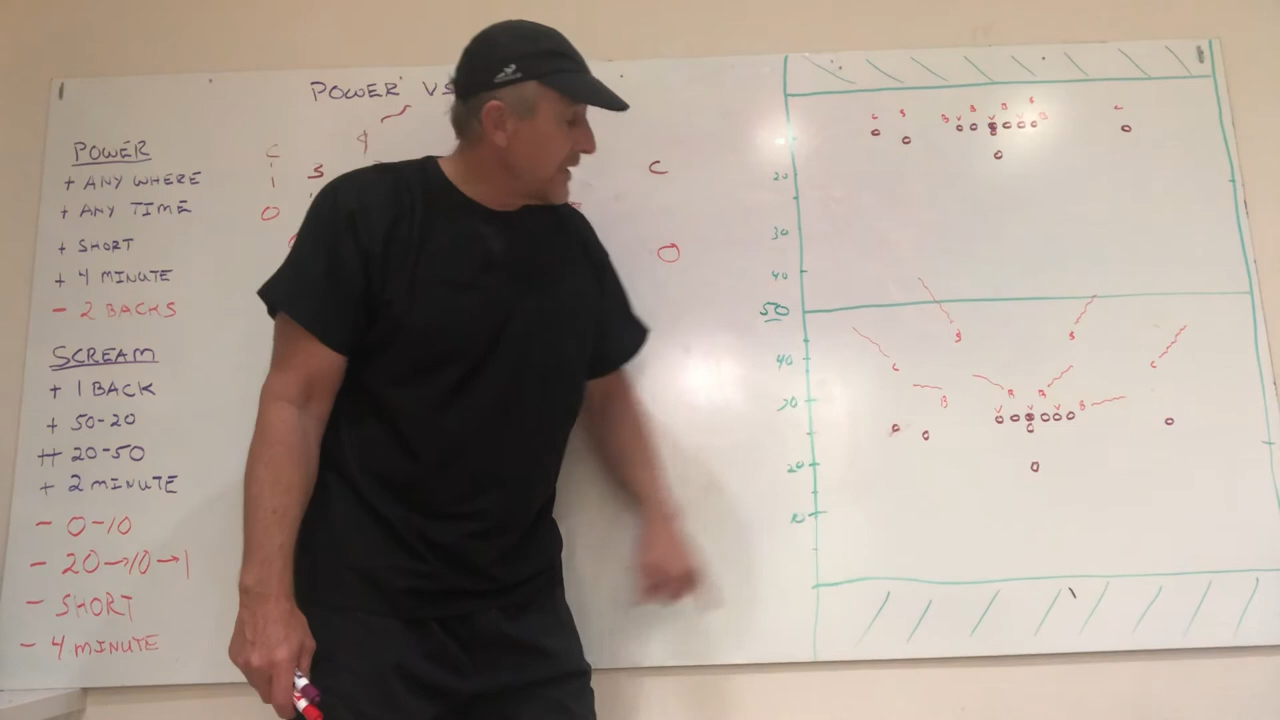 POWER VS
POWER
+ ANY WHERE
+ ANY TIME
+ SHORT
+ 4 MINUTE
- 2 BACKS
SCREAM
+ 1 BACK
+ 50-20
++ 20-50
+ 2 MINUTE
- 0-10
- 20→10→1
- SHORT
- 4 MINUTE
C
S
4
C
O
O
C S B V B V B V S B C
20
30
40
50
40
30
20
10
S S
C C
B B B B
V V V